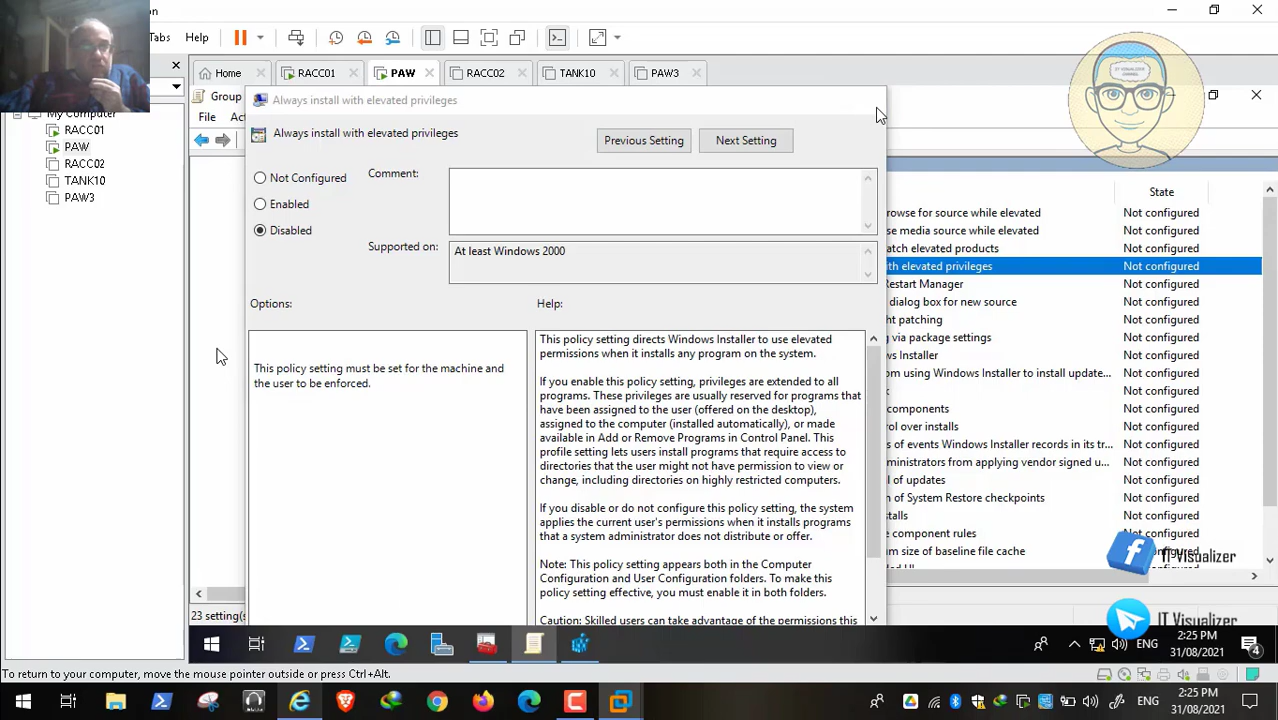 on
Tabs
Help
Home
RACC01
PAW
RACC02
TANK10
PAW3
My Computer
RACC01
PAW
RACC02
TANK10
PAW3
Group
File
Always install with elevated privileges
Always install with elevated privileges
Previous Setting
Next Setting
Not Configured
Enabled
Disabled
Comment:
Supported on:
At least Windows 2000
Options:
Help:
This policy setting must be set for the machine and
the user to be enforced.
This policy setting directs Windows Installer to use elevated
permissions when it installs any program on the system.
If you enable this policy setting, privileges are extended to all
programs. These privileges are usually reserved for programs that
have been assigned to the user (offered on the desktop),
assigned to the computer (installed automatically), or made
available in Add or Remove Programs in Control Panel. This
profile setting lets users install programs that require access to
directories that the user might not have permission to view or
change, including directories on highly restricted computers.
If you disable or do not configure this policy setting, the system
applies the current user's permissions when it installs programs
that a system administrator does not distribute or offer.
Note: This policy setting appears both in the Computer
Configuration and User Configuration folders. To make this
policy setting effective, you must enable it in both folders.
Caution: Skilled users can take advantage of the permissions this
State
rowse for source while elevated Not configured
se media source while elevated Not configured
atch elevated products Not configured
ith elevated privileges Not configured
Restart Manager Not configured
dialog box for new source Not configured
ht patching Not configured
g via package settings Not configured
s Installer Not configured
om using Windows Installer to install update... Not configured
k Not configured
components Not configured
rol over installs Not configured
s of events Windows Installer records in its tr... Not configured
ministrators from applying vendor signed u... Not configured
al of updates Not configured
n of System Restore checkpoints Not configured
stalls Not configured
e component rules Not configured
um size of baseline file cache Not configured
23 setting(s
IT VISUALIZER
CHANNEL
IT-Visualizer
IT Visualizer
ENG
2:25 PM
31/08/2021
4
To return to your computer, move the mouse pointer outside or press Ctrl+Alt.
ENG
2:25 PM
31/08/2021